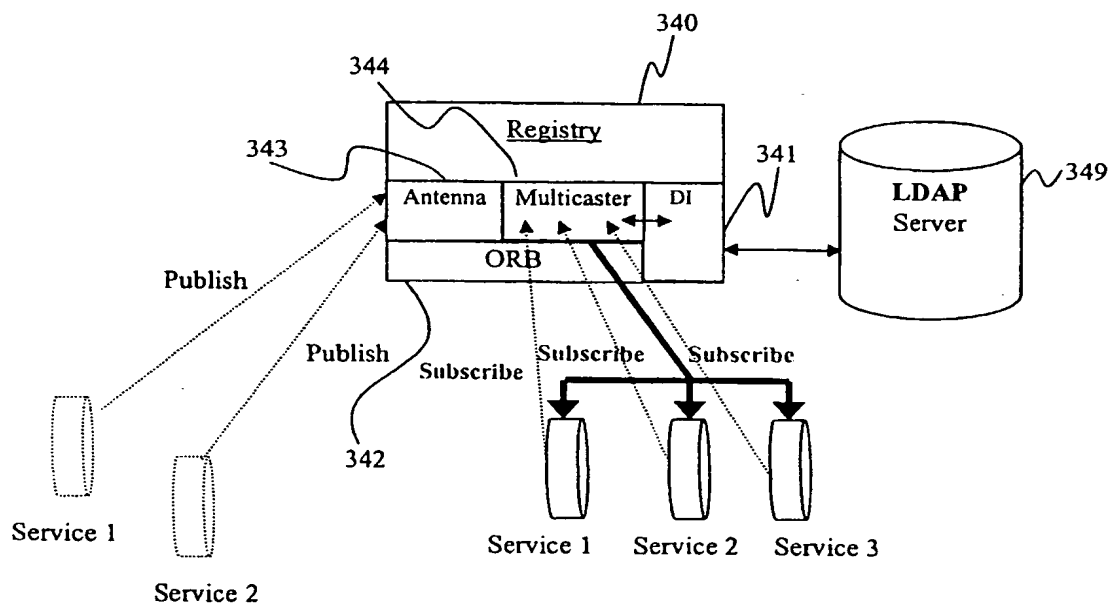 340
344
Registry
343
341
349
Antenna
Multicaster
DI
LDAP
Server
ORB
Publish
Publish
Subscribe
Subscribe
Subscribe
342
Service 1
Service 2
Service 1
Service 2
Service 3